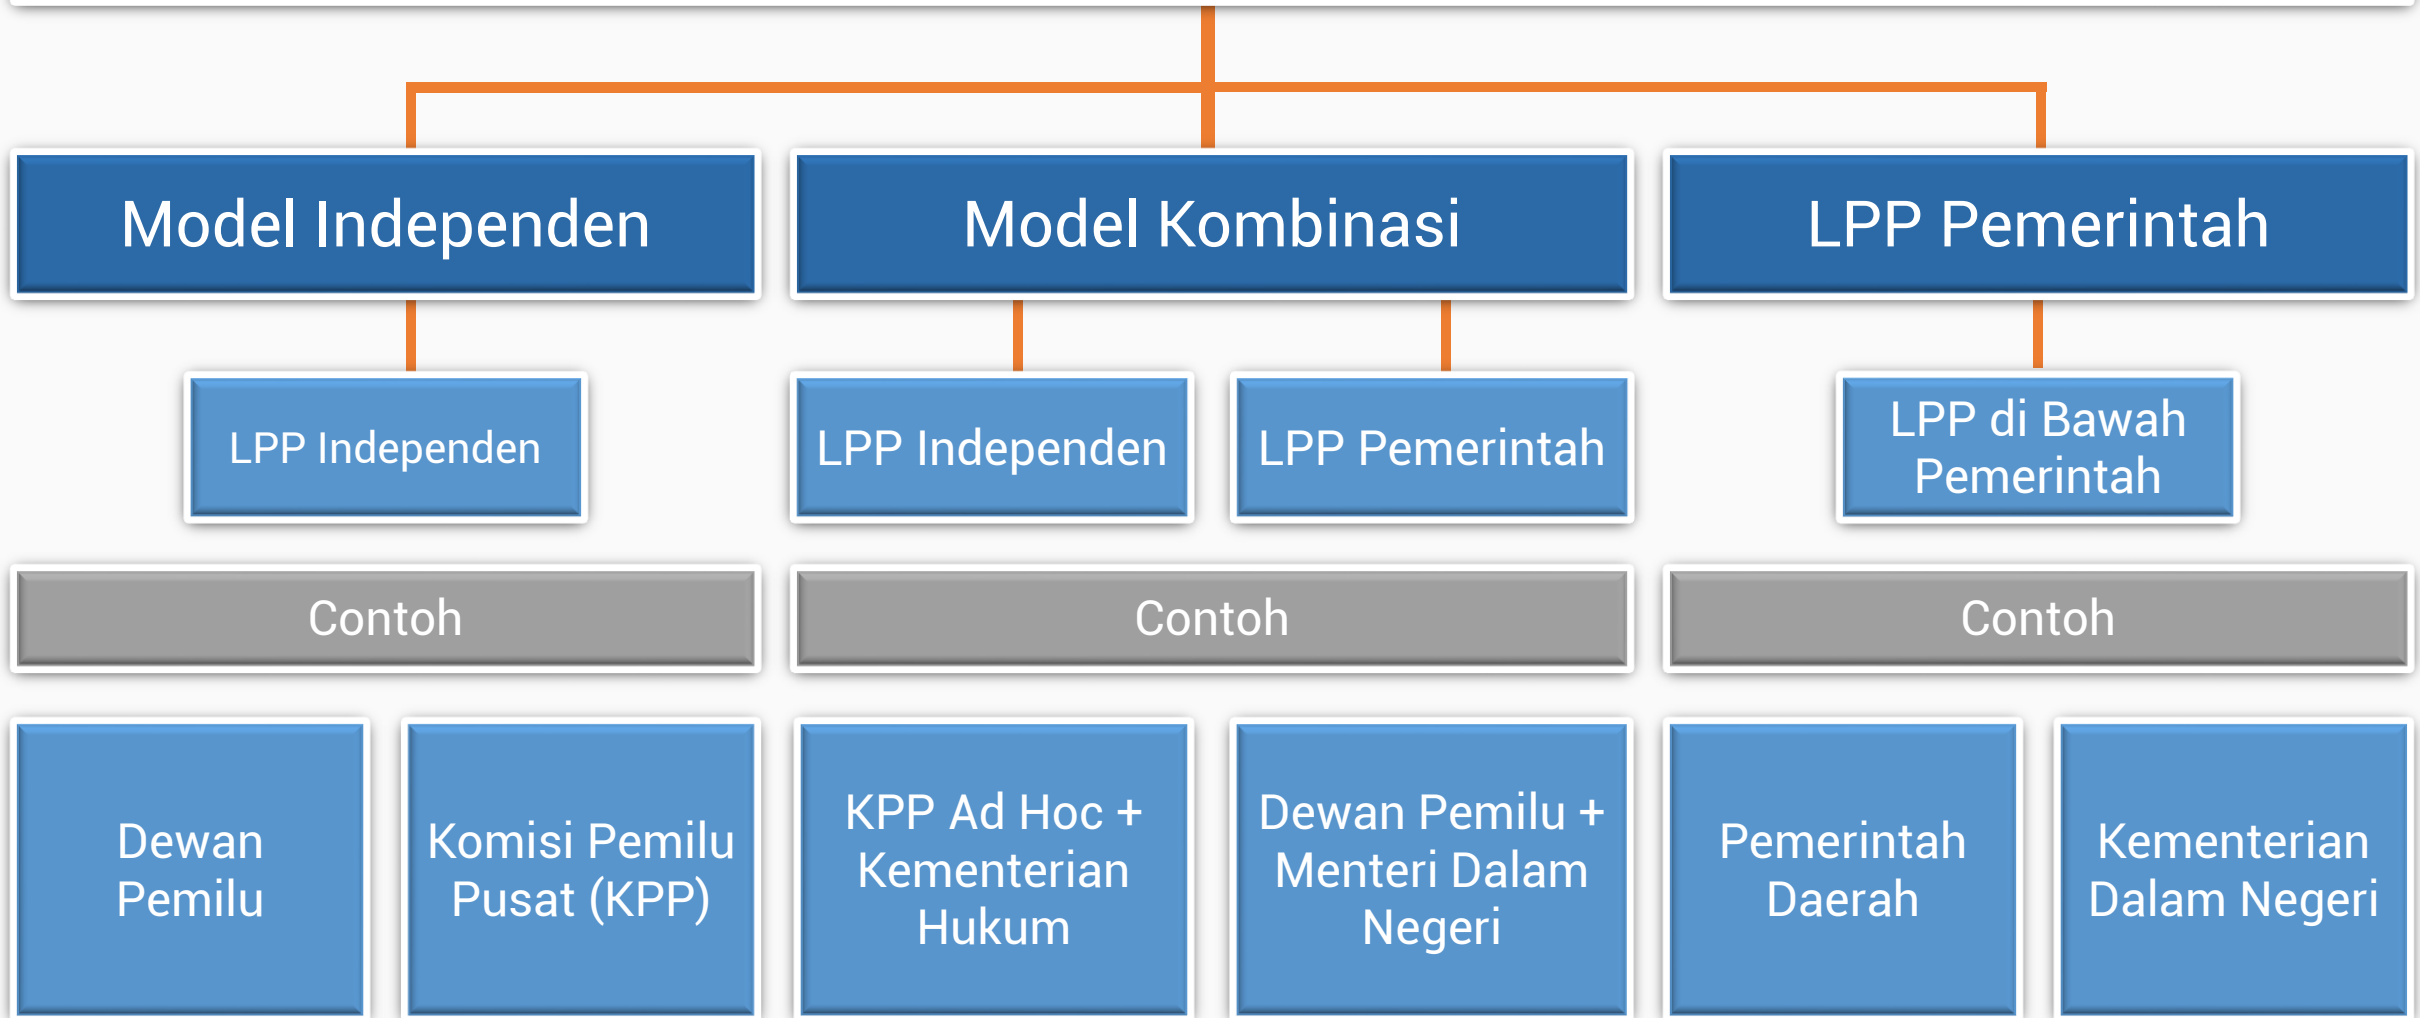 Model Independen
Model Kombinasi
LPP Pemerintah
LPP Independen
LPP Independen
LPP Pemerintah
LPP di Bawah
Pemerintah
Contoh
Contoh
Contoh
Dewan
Pemilu
Komisi Pemilu
Pusat (KPP)
KPP Ad Hoc +
Kementerian
Hukum
Dewan Pemilu +
Menteri Dalam
Negeri
Pemerintah
Daerah
Kementerian
Dalam Negeri